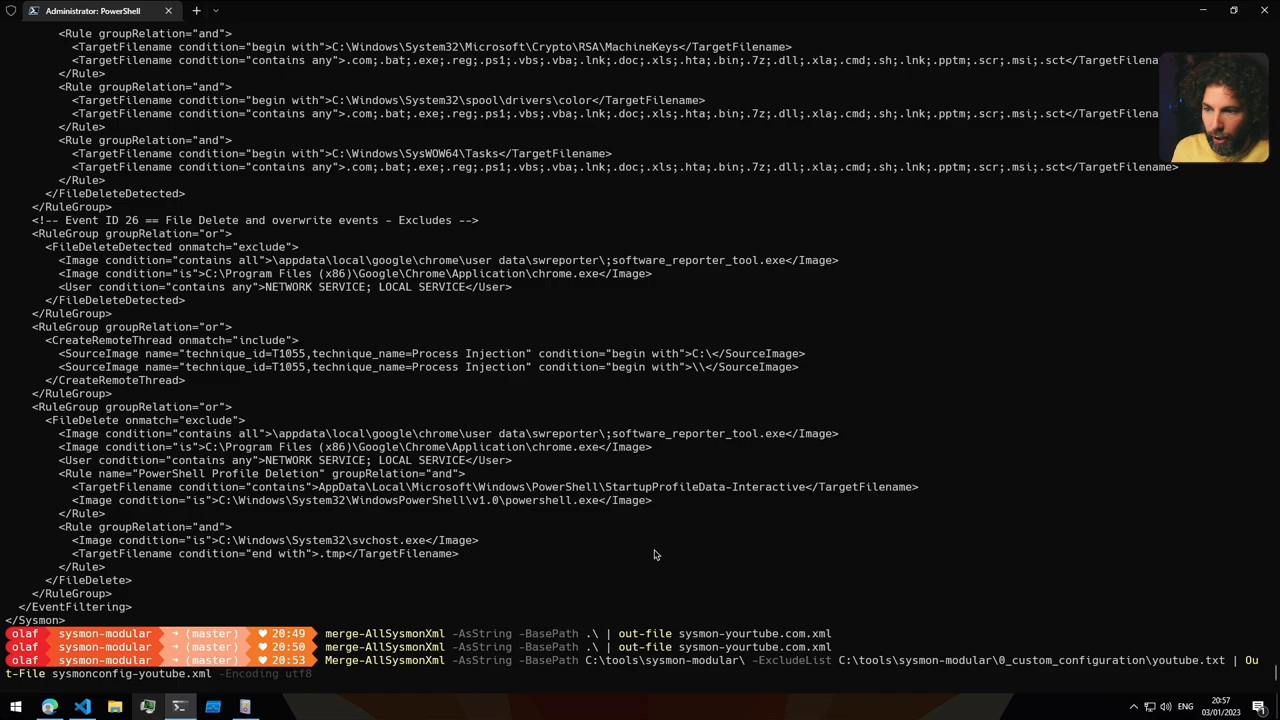 Administrator: PowerShell
<Rule groupRelation="and">
<TargetFilename condition="begin with">C:\Windows\System32\Microsoft\Crypto\RSA\MachineKeys</TargetFilename>
<TargetFilename condition="contains any">.com;.bat;.exe;.reg;.ps1;.vbs;.vba;.lnk;.doc;.xls;.hta;.bin;.7z;.dll;.xla;.cmd;.sh;.lnk;.pptm;.scr;.msi;.sct</TargetFilena
</Rule>
<Rule groupRelation="and">
<TargetFilename condition="begin with">C:\Windows\System32\spool\drivers\color</TargetFilename>
<TargetFilename condition="contains any">.com;.bat;.exe;.reg;.ps1;.vbs;.vba;.lnk;.doc;.xls;.hta;.bin;.7z;.dll;.xla;.cmd;.sh;.lnk;.pptm;.scr;.msi;.sct</TargetFilena
</Rule>
<Rule groupRelation="and">
<TargetFilename condition="begin with">C:\Windows\SysWOW64\Tasks</TargetFilename>
<TargetFilename condition="contains any">.com;.bat;.exe;.reg;.ps1;.vbs;.vba;.lnk;.doc;.xls;.hta;.bin;.7z;.dll;.xla;.cmd;.sh;.lnk;.pptm;.scr;.msi;.sct</TargetFilename>
</Rule>
</FileDeleteDetected>
</RuleGroup>
<!-- Event ID 26 == File Delete and overwrite events - Excludes -->
<RuleGroup groupRelation="or">
<FileDeleteDetected onmatch="exclude">
<Image condition="contains all">\appdata\local\google\chrome\user data\swreporter\;software_reporter_tool.exe</Image>
<Image condition="is">C:\Program Files (x86)\Google\Chrome\Application\chrome.exe</Image>
<User condition="contains any">NETWORK SERVICE; LOCAL SERVICE</User>
</FileDeleteDetected>
</RuleGroup>
<RuleGroup groupRelation="or">
<CreateRemoteThread onmatch="include">
<SourceImage name="technique_id=T1055,technique_name=Process Injection" condition="begin with">C:\</SourceImage>
<SourceImage name="technique_id=T1055,technique_name=Process Injection" condition="begin with">\\</SourceImage>
</CreateRemoteThread>
</RuleGroup>
<RuleGroup groupRelation="or">
<FileDelete onmatch="exclude">
<Image condition="contains all">\appdata\local\google\chrome\user data\swreporter\;software_reporter_tool.exe</Image>
<Image condition="is">C:\Program Files (x86)\Google\Chrome\Application\chrome.exe</Image>
<User condition="contains any">NETWORK SERVICE; LOCAL SERVICE</User>
<Rule name="PowerShell Profile Deletion" groupRelation="and">
<TargetFilename condition="contains">AppData\Local\Microsoft\Windows\PowerShell\StartupProfileData-Interactive</TargetFilename>
<Image condition="is">C:\Windows\System32\WindowsPowerShell\v1.0\powershell.exe</Image>
</Rule>
<Rule groupRelation="and">
<Image condition="is">C:\Windows\System32\svchost.exe</Image>
<TargetFilename condition="end with">.tmp</TargetFilename>
</Rule>
</FileDelete>
</RuleGroup>
</EventFiltering>
</Sysmon>
olaf sysmon-modular ➜ (master) ♥ 20:49 merge-AllSysmonXml -AsString -BasePath .\ | out-file sysmon-yourtube.com.xml
olaf sysmon-modular ➜ (master) ♥ 20:50 merge-AllSysmonXml -AsString -BasePath .\ | out-file sysmon-yourtube.com.xml
olaf sysmon-modular ➜ (master) ♥ 20:53 Merge-AllSysmonXml -AsString -BasePath C:\tools\sysmon-modular\ -ExcludeList C:\tools\sysmon-modular\0_custom_configuration\youtube.txt | Ou
t-File sysmonconfig-youtube.xml -Encoding utf8
ENG
20:57
03/01/2023
1